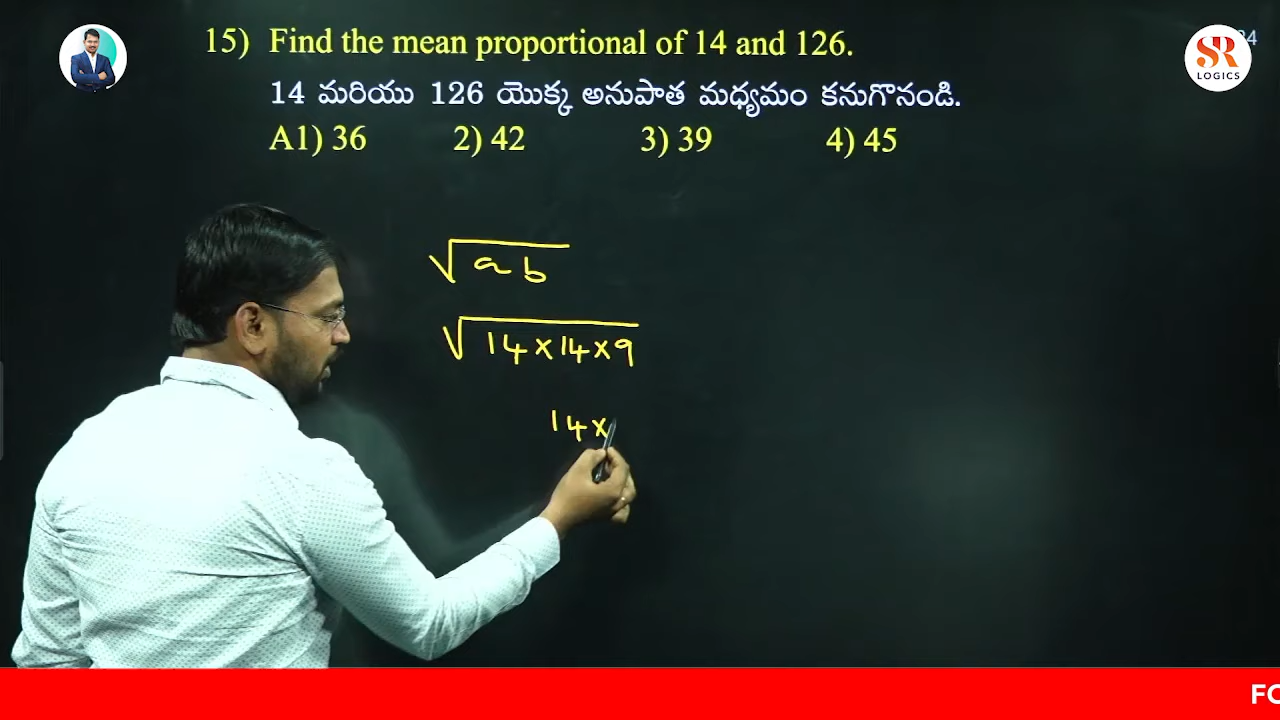 15) Find the mean proportional of 14 and 126.
14 మరియు 126 యొక్క అనుపాత మధ్యమం కనుగొనండి.
A1) 36 2) 42 3) 39 4) 45
SR
LOGICS
√ab
√14×14×9
14×